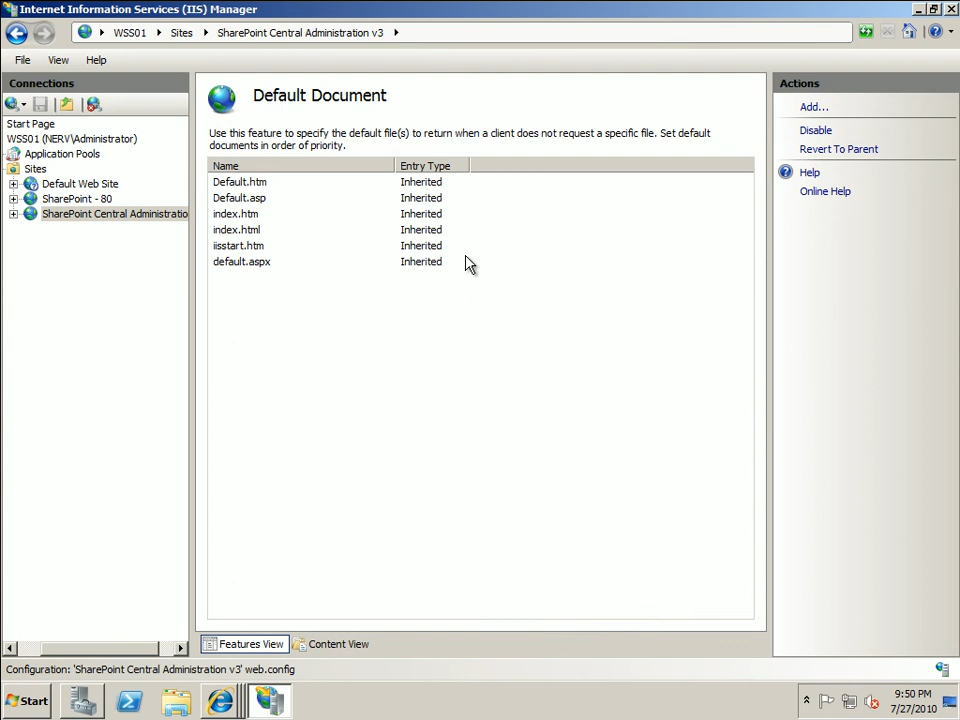 Internet Information Services (IIS) Manager
WSS01 Sites SharePoint Central Administration v3
File View Help
Connections
Start Page
WSS01 (NERV\Administrator)
Application Pools
Sites
Default Web Site
SharePoint - 80
SharePoint Central Administratio
Default Document
Use this feature to specify the default file(s) to return when a client does not request a specific file. Set default
documents in order of priority.
Name Entry Type
Default.htm Inherited
Default.asp Inherited
index.htm Inherited
index.html Inherited
iisstart.htm Inherited
default.aspx Inherited
Features View Content View
Actions
Add...
Disable
Revert To Parent
Help
Online Help
Configuration: 'SharePoint Central Administration v3' web.config
Start
9:50 PM
7/27/2010